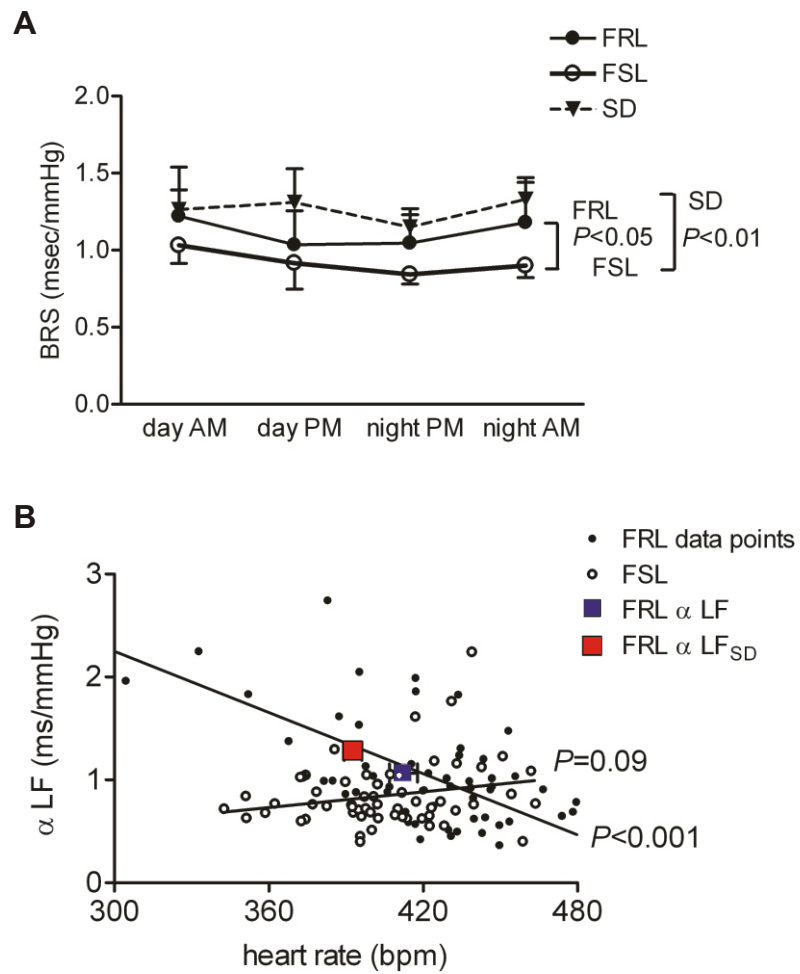 A
FRL
FSL
SD
2.0
1.5
1.0
0.5
0.0
BRS (msec/mmHg)
FRL
P<0.05
FSL
SD
P<0.01
day AM
day PM
night PM
night AM
B
FRL data points
FSL
FRL α LF
FRL α LFSD
3
2
1
0
α LF (ms/mmHg)
P=0.09
P<0.001
300
360
420
480
heart rate (bpm)